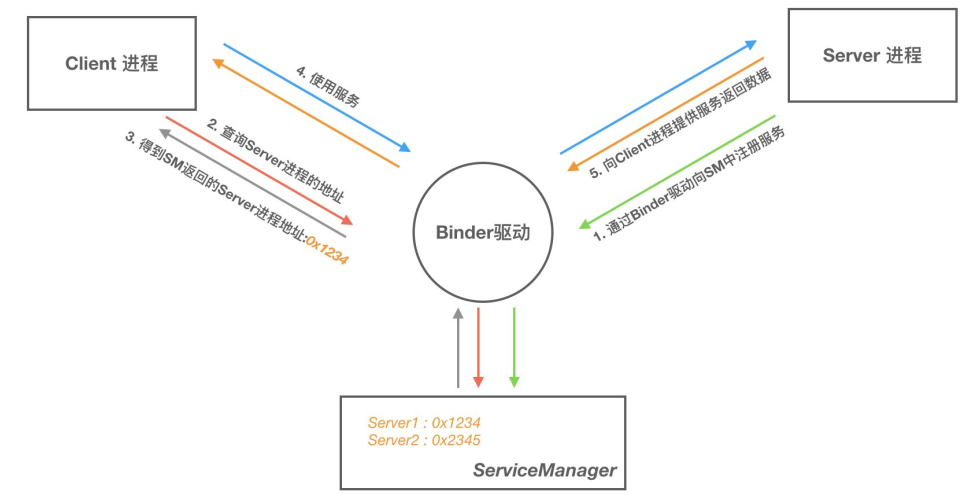 Client 进程
Server 进程
4. 使用服务
2. 查询Server进程的地址
3. 得到SM返回的Server进程地址:0x1234
5. 向Client进程提供服务返回数据
1. 通过Binder驱动向SM中注册服务
Binder驱动
Server1 : 0x1234
Server2 : 0x2345
ServiceManager